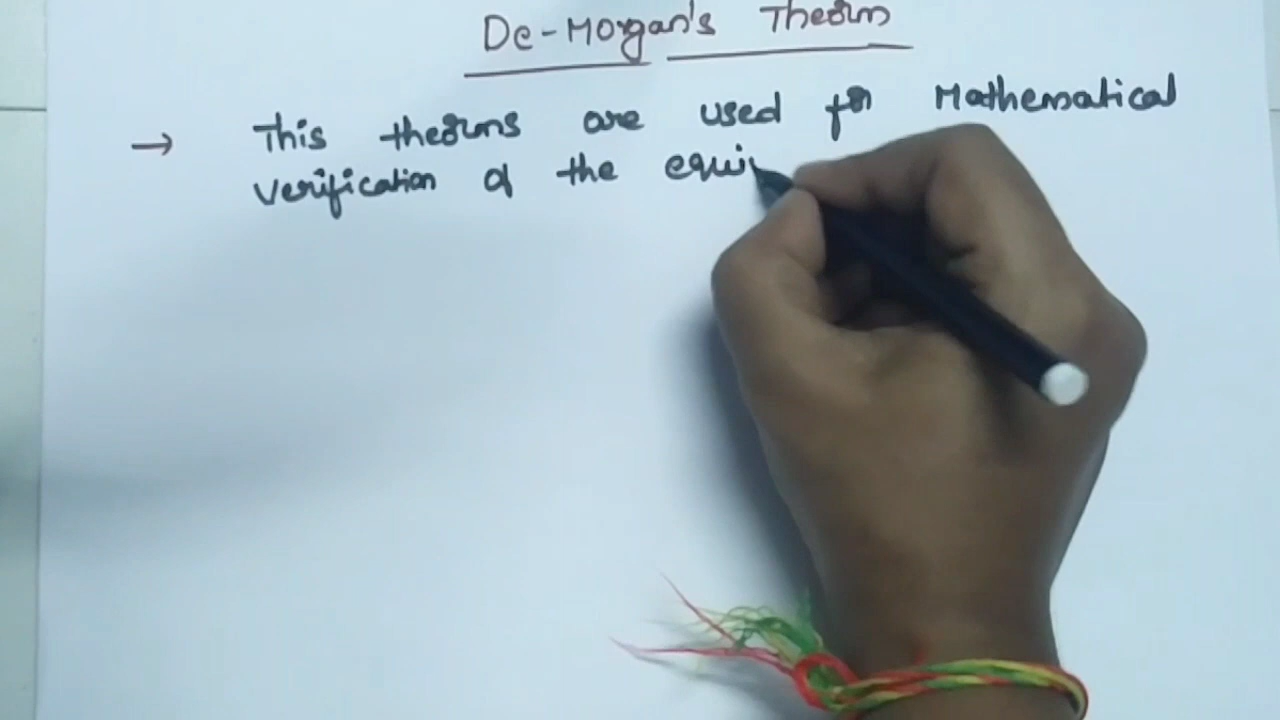 De-Morgan's Theorm
→ This theorms are used for Mathematical
verification of the equi